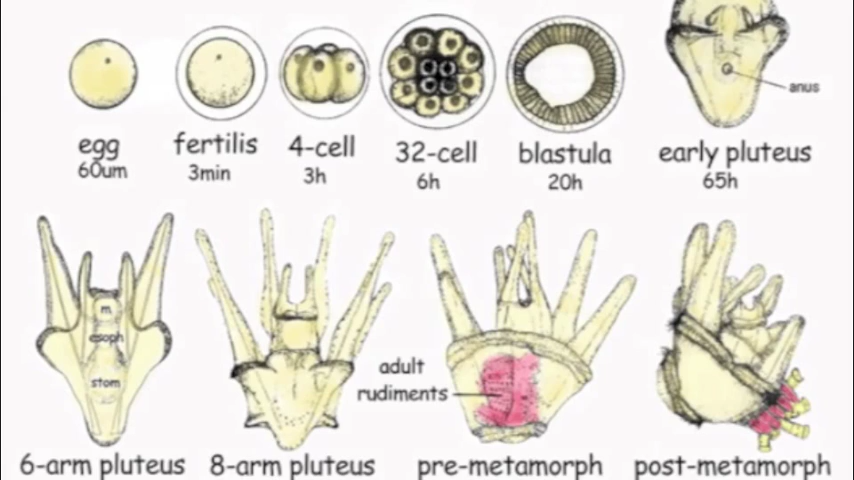 anus
egg
60um
fertilis
3min
4-cell
3h
32-cell
6h
blastula
20h
early pluteus
65h
m.
esoph
stom
adult
rudiments
6-arm pluteus
8-arm pluteus
pre-metamorph
post-metamorph